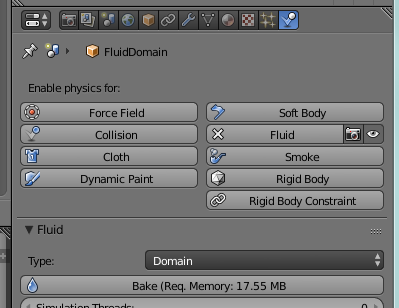 FluidDomain
Enable physics for:
Force Field Soft Body
Collision Fluid
Cloth Smoke
Dynamic Paint Rigid Body
Rigid Body Constraint
Fluid
Type: Domain
Bake (Req. Memory: 17.55 MB
Simulation Threads: 0